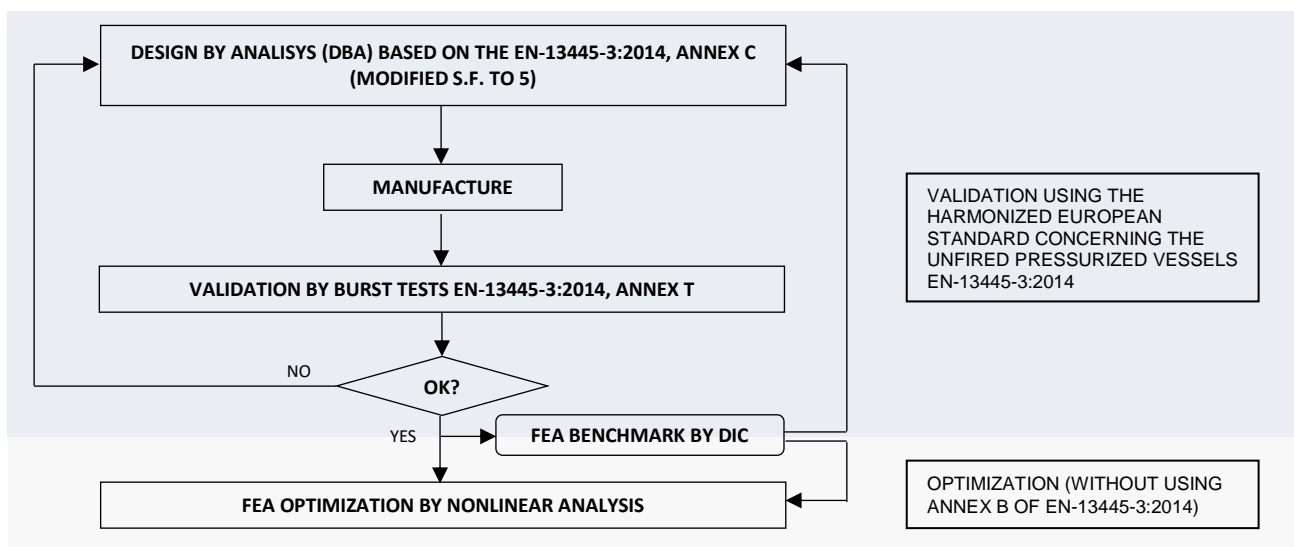 DESIGN BY ANALISYS (DBA) BASED ON THE EN-13445-3:2014, ANNEX C
(MODIFIED S.F. TO 5)
MANUFACTURE
VALIDATION USING THE
HARMONIZED EUROPEAN
STANDARD CONCERNING THE
UNFIRED PRESSURIZED VESSELS
EN-13445-3:2014
VALIDATION BY BURST TESTS EN-13445-3:2014, ANNEX T
NO
OK?
YES
FEA BENCHMARK BY DIC
FEA OPTIMIZATION BY NONLINEAR ANALYSIS
OPTIMIZATION (WITHOUT USING
ANNEX B OF EN-13445-3:2014)